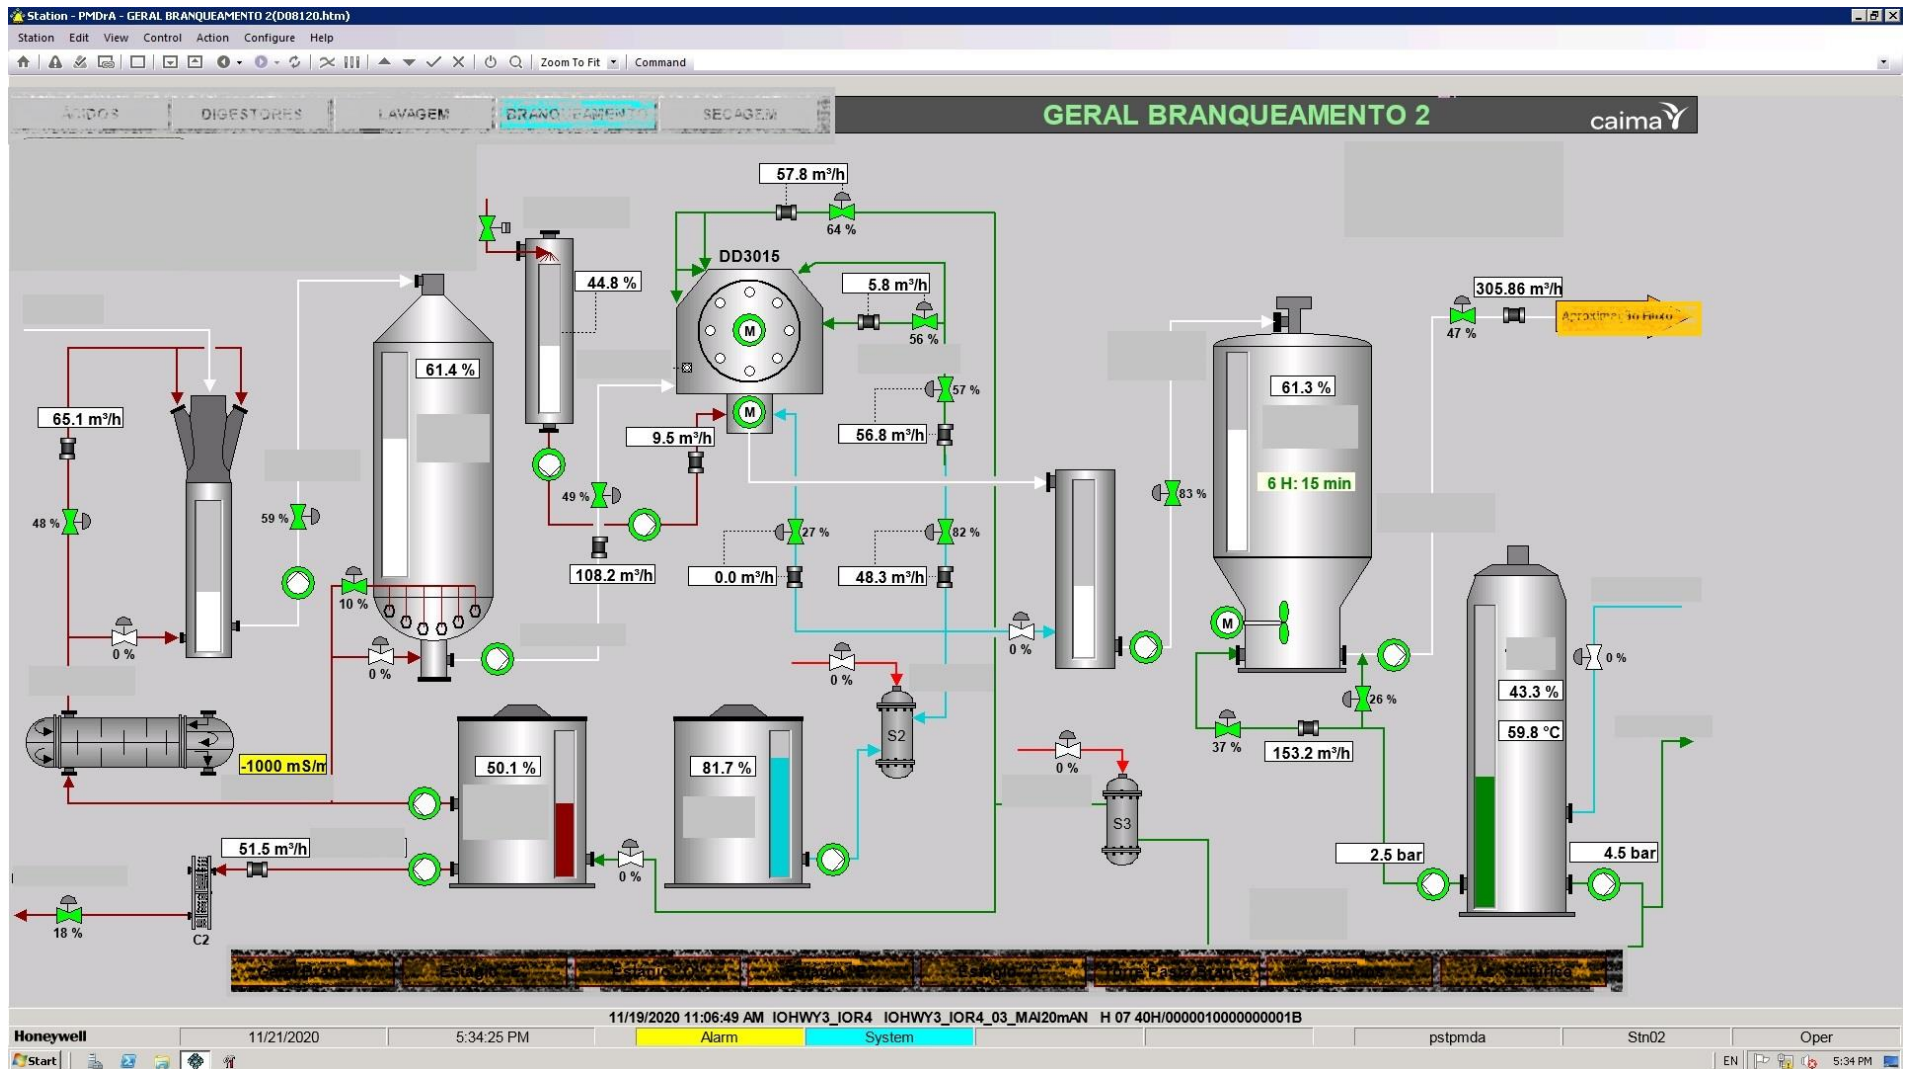 Station - PMDrA - GERAL BRANQUEAMENTO 2(D08120.htm)
Station Edit View Control Action Configure Help
Zoom To Fit Command
DIGESTORES LAVAGEM BRANQUEAMENTO SECAGEM
GERAL BRANQUEAMENTO 2
caima
57.8 m³/h
64 %
DD3015
44.8 %
5.8 m³/h
305.86 m³/h
M
56 %
47 %
61.4 %
57 %
61.3 %
65.1 m³/h
M
9.5 m³/h
56.8 m³/h
6 H: 15 min
49 %
83 %
48 %
59 %
27 %
82 %
108.2 m³/h
0.0 m³/h
48.3 m³/h
10 %
M
0 %
0 %
0 %
0 %
0 %
43.3 %
26 %
S2
59.8 °C
37 %
153.2 m³/h
-1000 mS/m
50.1 %
81.7 %
0 %
S3
51.5 m³/h
2.5 bar
4.5 bar
0 %
18 %
C2
11/19/2020 11:06:49 AM IOHWY3_IOR4 IOHWY3_IOR4_03_MAI20mAN H 07 40H/0000010000000001B
Honeywell 11/21/2020 5:34:25 PM Alarm System pstpmda Stn02 Oper
Start EN 5:34 PM